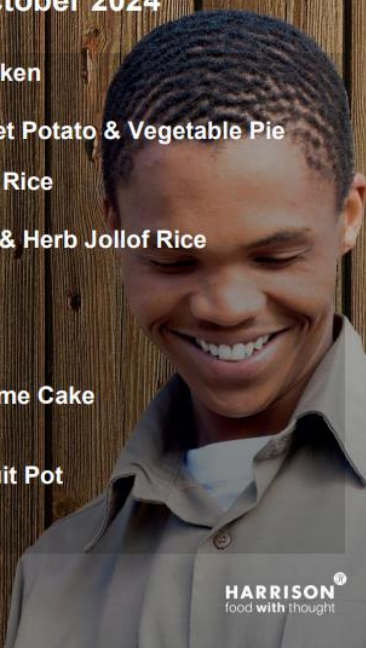 ctober 2024
ken
et Potato & Vegetable Pie
Rice
& Herb Jollof Rice
me Cake
uit Pot
HARRISON
food with thought